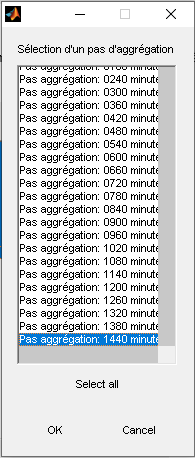 Sélection d'un pas d'aggrégation
Pas aggrégation: 0180 minute
Pas aggrégation: 0240 minute
Pas aggrégation: 0300 minute
Pas aggrégation: 0360 minute
Pas aggrégation: 0420 minute
Pas aggrégation: 0480 minute
Pas aggrégation: 0540 minute
Pas aggrégation: 0600 minute
Pas aggrégation: 0660 minute
Pas aggrégation: 0720 minute
Pas aggrégation: 0780 minute
Pas aggrégation: 0840 minute
Pas aggrégation: 0900 minute
Pas aggrégation: 0960 minute
Pas aggrégation: 1020 minute
Pas aggrégation: 1080 minute
Pas aggrégation: 1140 minute
Pas aggrégation: 1200 minute
Pas aggrégation: 1260 minute
Pas aggrégation: 1320 minute
Pas aggrégation: 1380 minute
Pas aggrégation: 1440 minute
Select all
OK Cancel